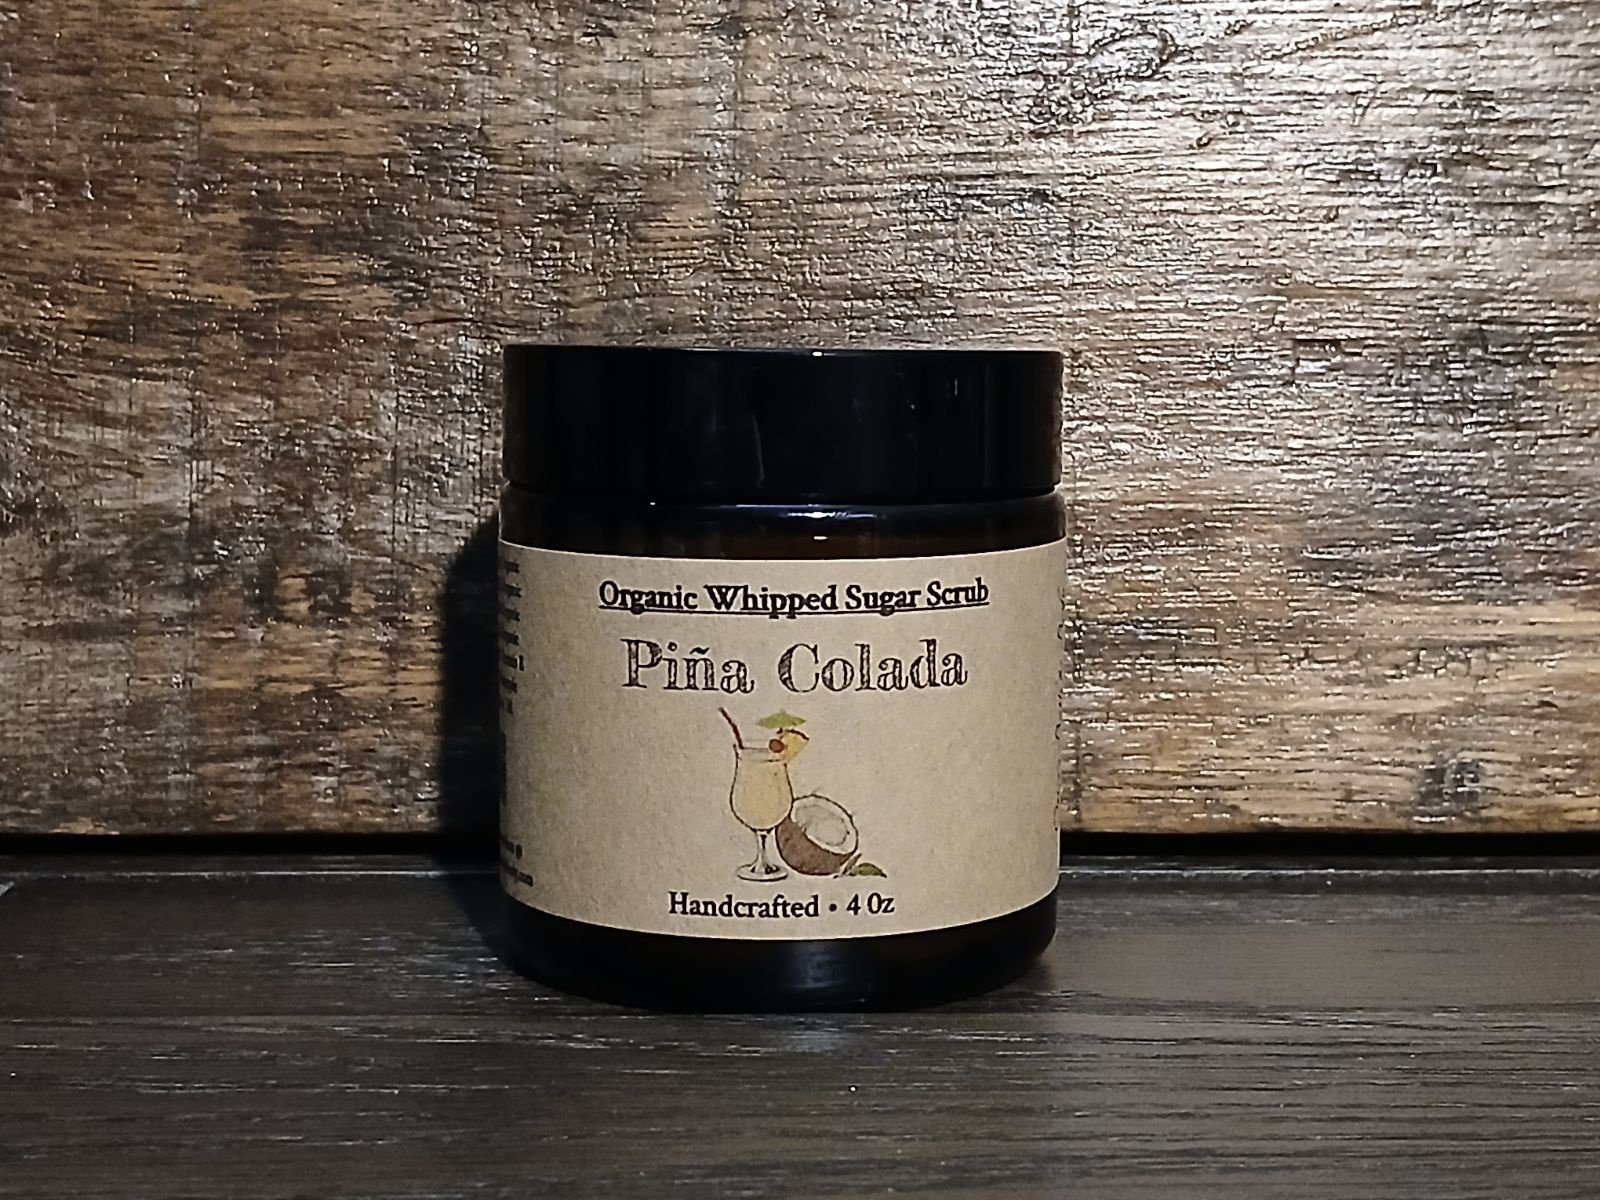 Organic Whipped Sugar Scrub
Piña Colada
Handcrafted • 4 Oz